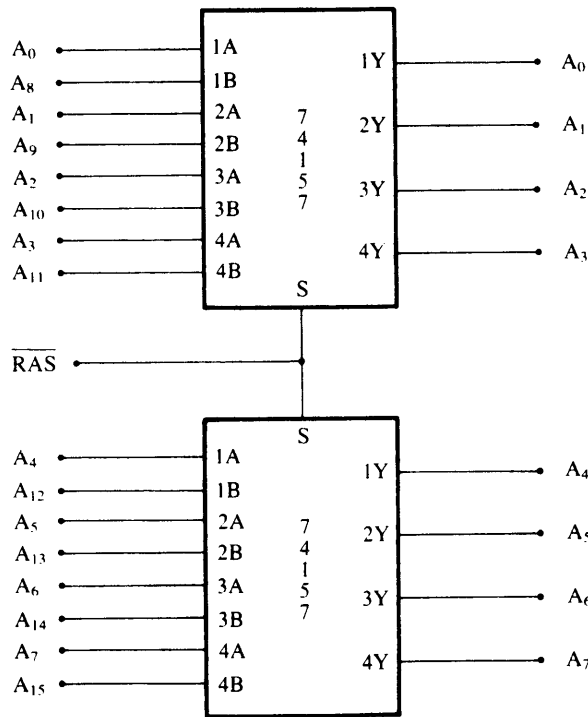 A₀ 1A 1Y A₀
A₈ 1B
A₁ 2A 2Y A₁
A₉ 2B
A₂ 3A 3Y A₂
A₁₀ 3B
A₃ 4A 4Y A₃
A₁₁ 4B
7
4
1
5
7
S
RAS
S
A₄ 1A 1Y A₄
A₁₂ 1B
A₅ 2A 2Y A₅
A₁₃ 2B
A₆ 3A 3Y A₆
A₁₄ 3B
A₇ 4A 4Y A₇
A₁₅ 4B
7
4
1
5
7